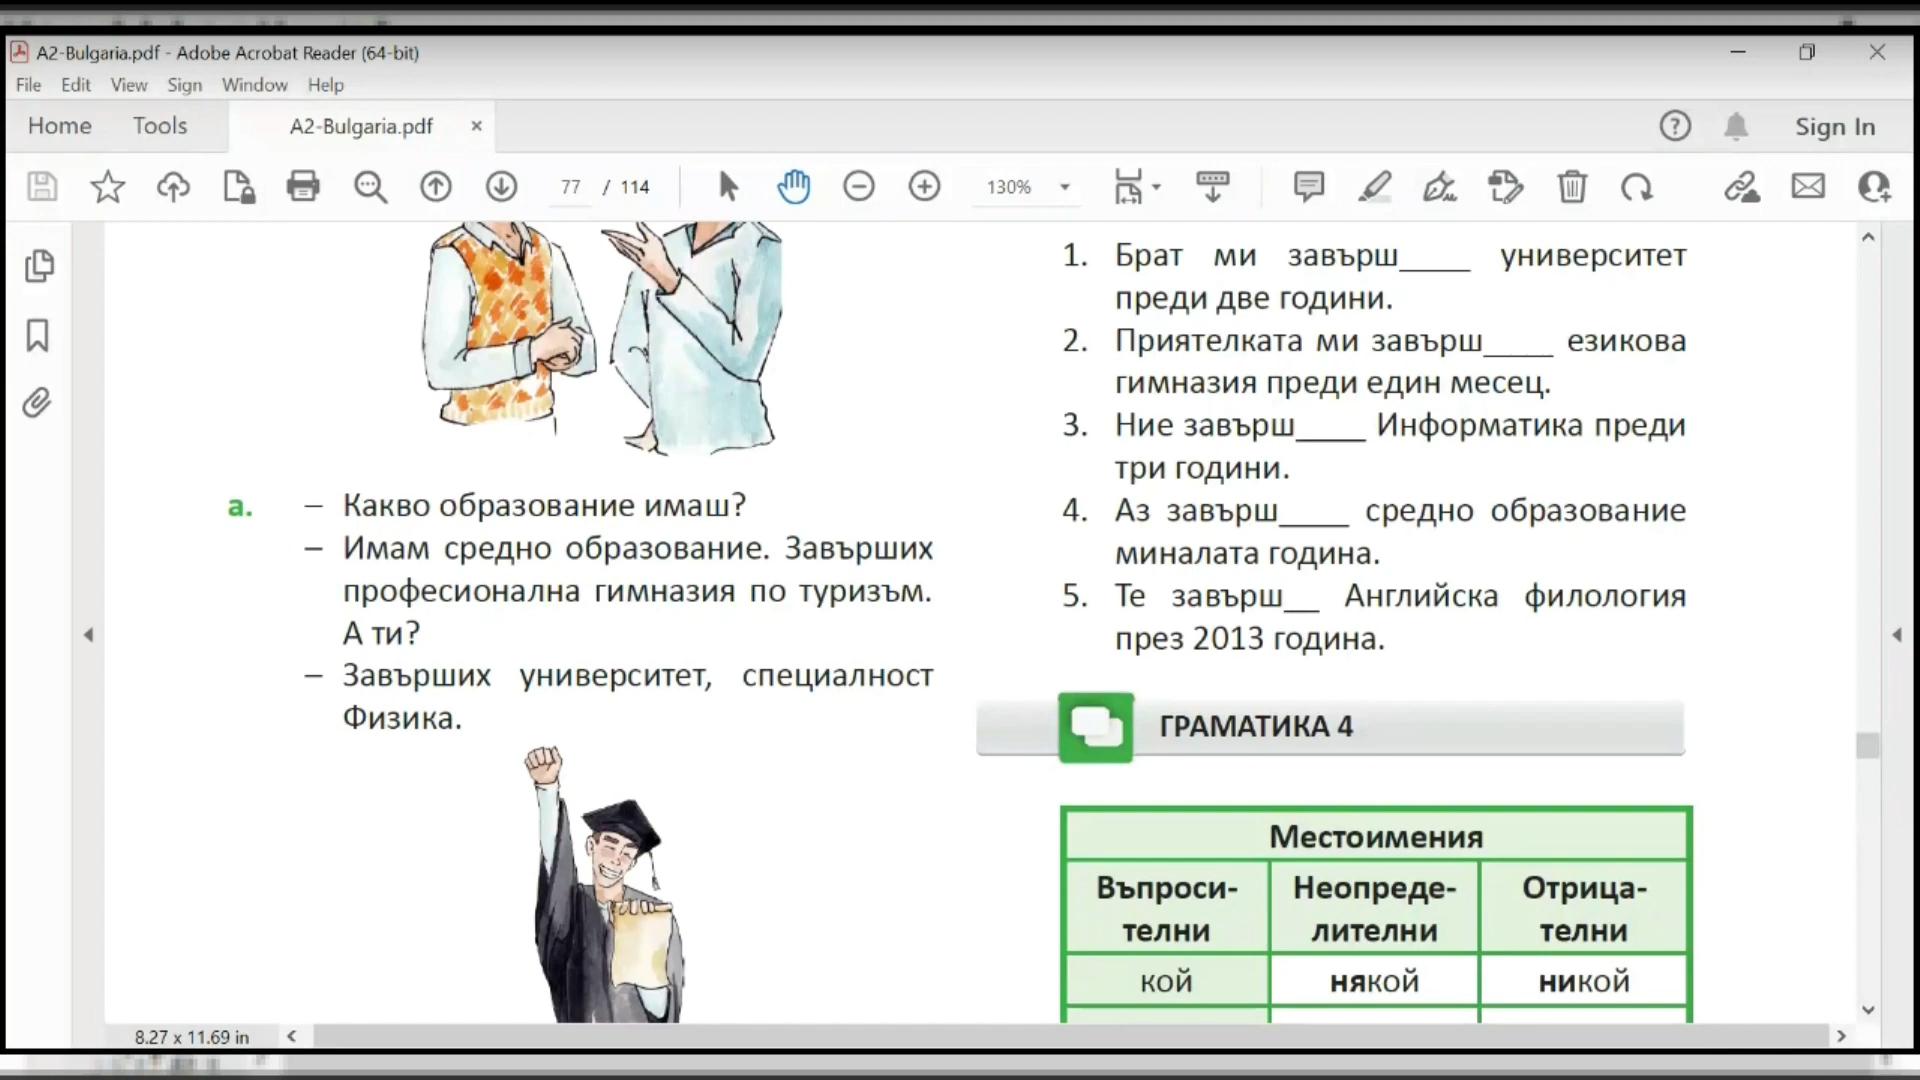 A2-Bulgaria.pdf - Adobe Acrobat Reader (64-bit)
File Edit View Sign Window Help
Home Tools A2-Bulgaria.pdf × Sign In
77 / 114 130%
а. – Какво образование имаш?
– Имам средно образование. Завърших
професионална гимназия по туризъм.
А ти?
– Завърших университет, специалност
Физика.
1. Брат ми завърш____ университет
преди две години.
2. Приятелката ми завърш____ езикова
гимназия преди един месец.
3. Ние завърш____ Информатика преди
три години.
4. Аз завърш____ средно образование
миналата година.
5. Те завърш__ Английска филология
през 2013 година.
ГРАМАТИКА 4
Местоимения
Въпроси-
телни
Неопреде-
лителни
Отрица-
телни
кой някой никой
8.27 x 11.69 in